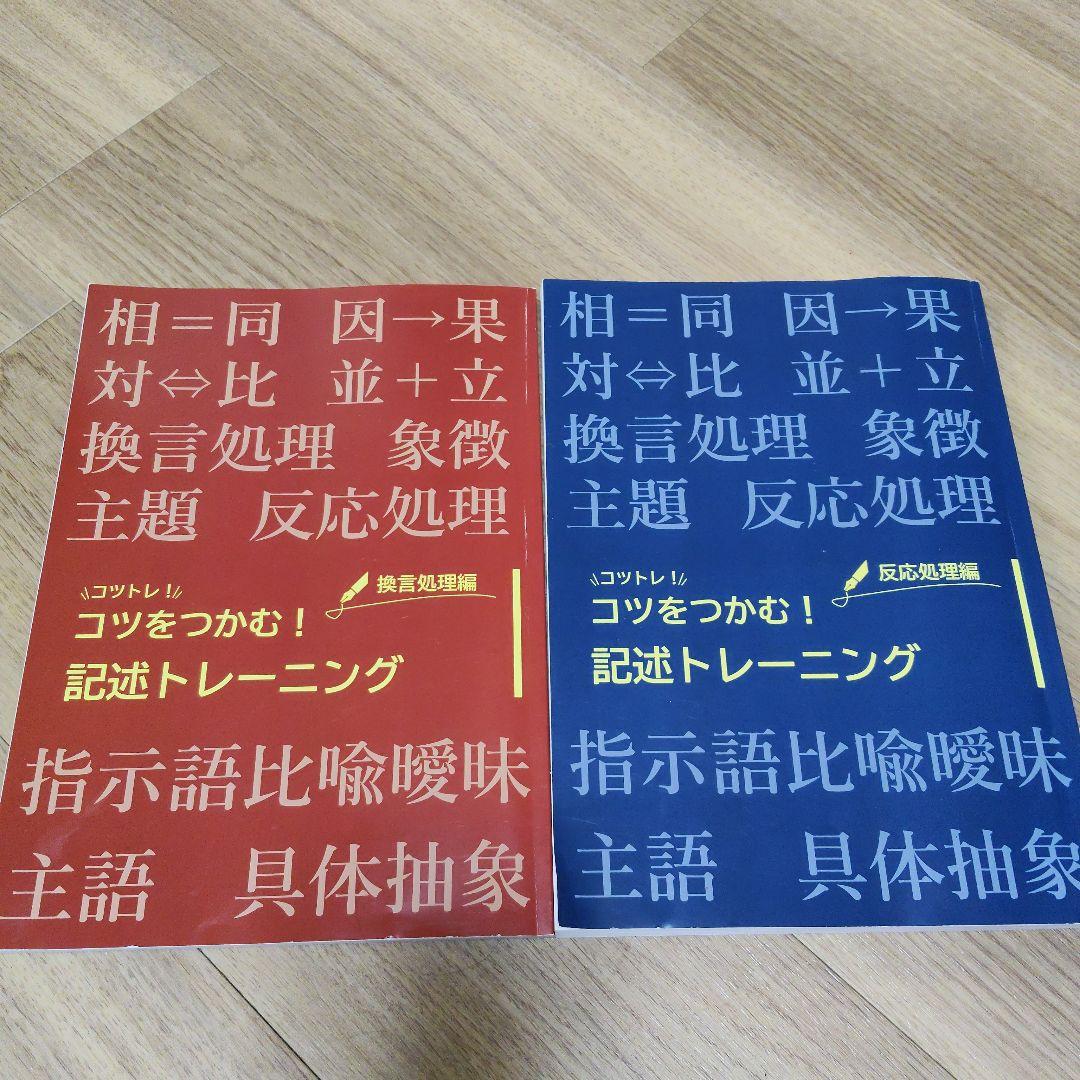 相＝同　因→果
対⇔比　並＋立
換言処理　象徴
主題　反応処理
コツトレ！
換言処理編
コツをつかむ！
記述トレーニング
指示語比喩曖昧
主語　具体抽象
相＝同　因→果
対⇔比　並＋立
換言処理　象徴
主題　反応処理
コツトレ！
反応処理編
コツをつかむ！
記述トレーニング
指示語比喩曖昧
主語　具体抽象